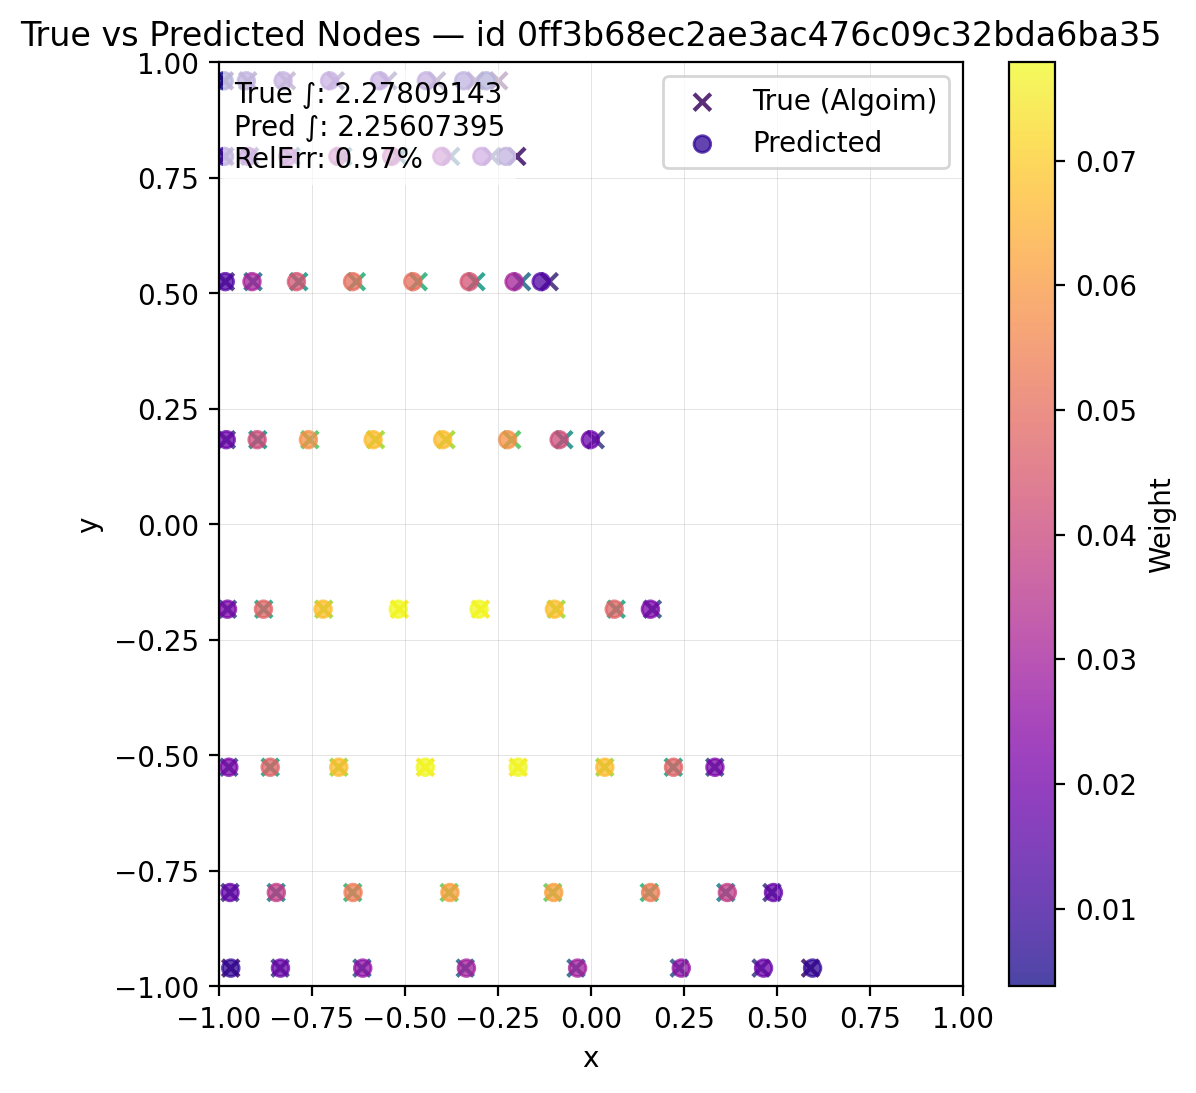 True vs Predicted Nodes — id 0ff3b68ec2ae3ac476c09c32bda6ba35
True ∫: 2.27809143
Pred ∫: 2.25607395
RelErr: 0.97%
True (Algoim)
Predicted
1.00
0.75
0.50
0.25
0.00
−0.25
−0.50
−0.75
−1.00
y
−1.00 −0.75 −0.50 −0.25 0.00 0.25 0.50 0.75 1.00
x
0.07
0.06
0.05
0.04
0.03
0.02
0.01
Weight